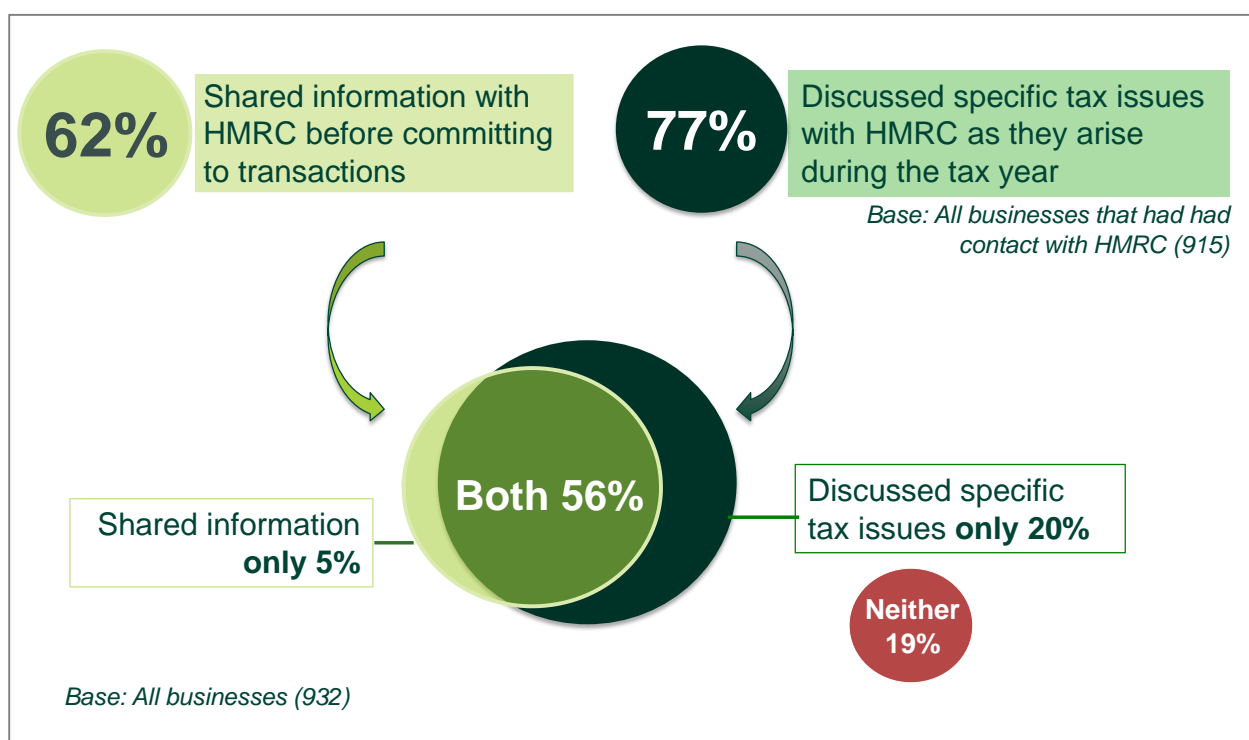 62%
Shared information with
HMRC before committing
to transactions
77%
Discussed specific tax issues
with HMRC as they arise
during the tax year
Base: All businesses that had had
contact with HMRC (915)
Both 56%
Shared information
only 5%
Discussed specific
tax issues only 20%
Neither
19%
Base: All businesses (932)